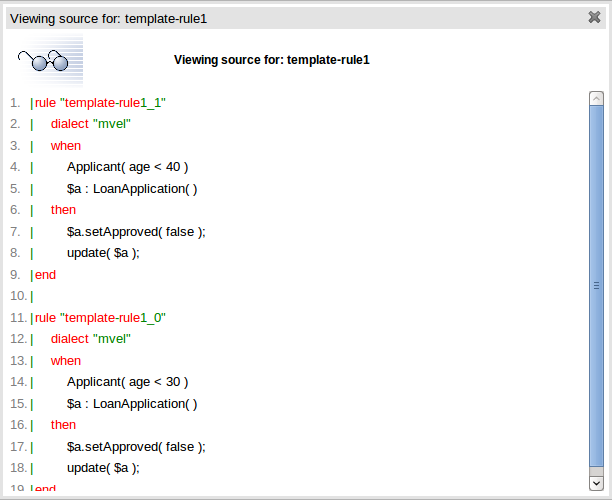 Viewing source for: template-rule1
Viewing source for: template-rule1
1. |rule "template-rule1_1"
2. | dialect "mvel"
3. | when
4. | Applicant( age < 40 )
5. | $a : LoanApplication( )
6. | then
7. | $a.setApproved( false );
8. | update( $a );
9. |end
10. |
11. |rule "template-rule1_0"
12. | dialect "mvel"
13. | when
14. | Applicant( age < 30 )
15. | $a : LoanApplication( )
16. | then
17. | $a.setApproved( false );
18. | update( $a );
19. |end